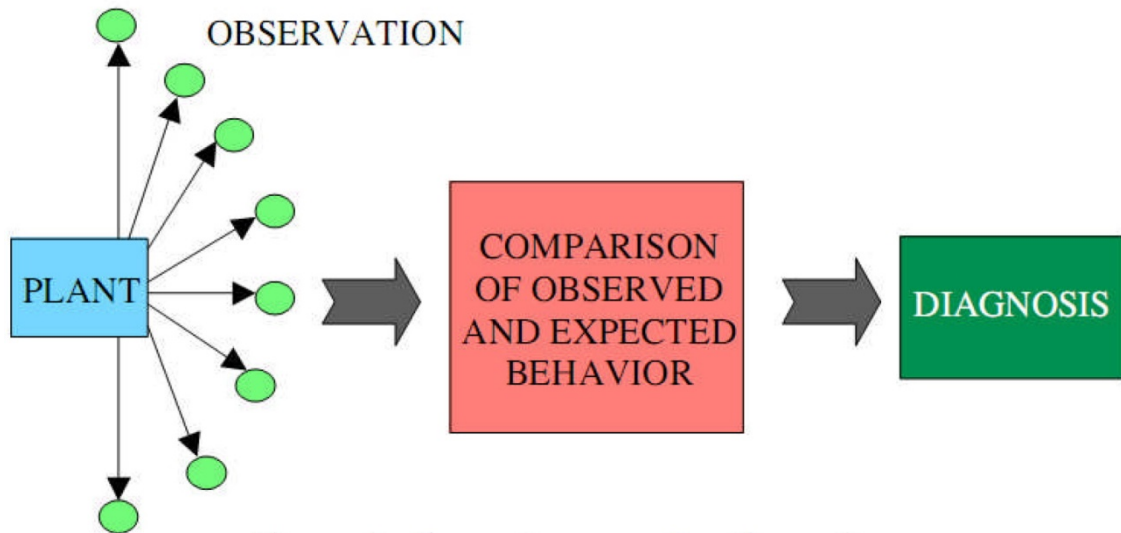 OBSERVATION
PLANT
COMPARISON
OF OBSERVED
AND EXPECTED
BEHAVIOR
DIAGNOSIS